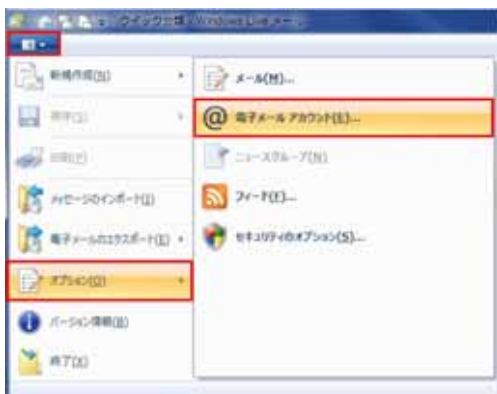 クイック分類 - Windows Live メール
新規作成(N)
保存(S)
印刷(P)
メッセージのインポート(I)
電子メールのエクスポート(E)
オプション(O)
バージョン情報(B)
終了(X)
メール(M)...
電子メール アカウント(E)...
ニュースグループ(N)
フィード(F)...
セキュリティのオプション(S)...